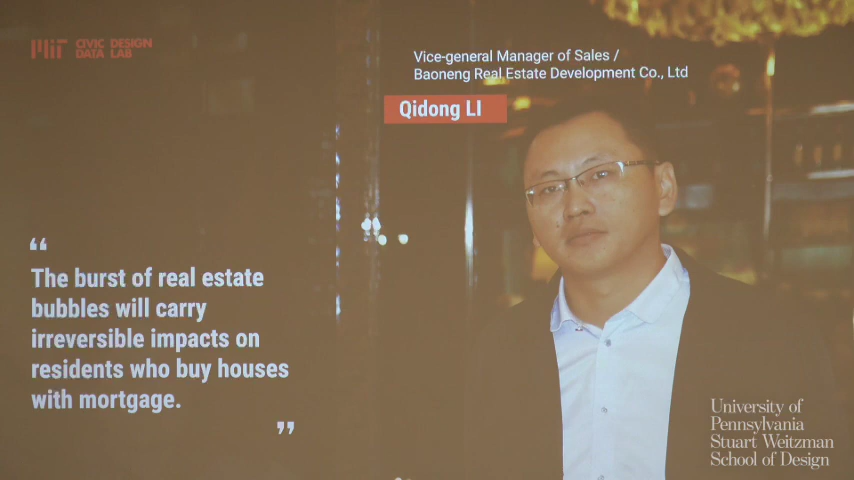 MIT CIVIC DATA DESIGN LAB
Vice-general Manager of Sales /
Baoneng Real Estate Development Co., Ltd
Qidong LI
“
The burst of real estate
bubbles will carry
irreversible impacts on
residents who buy houses
with mortgage.
”
University of
Pennsylvania
Stuart Weitzman
School of Design